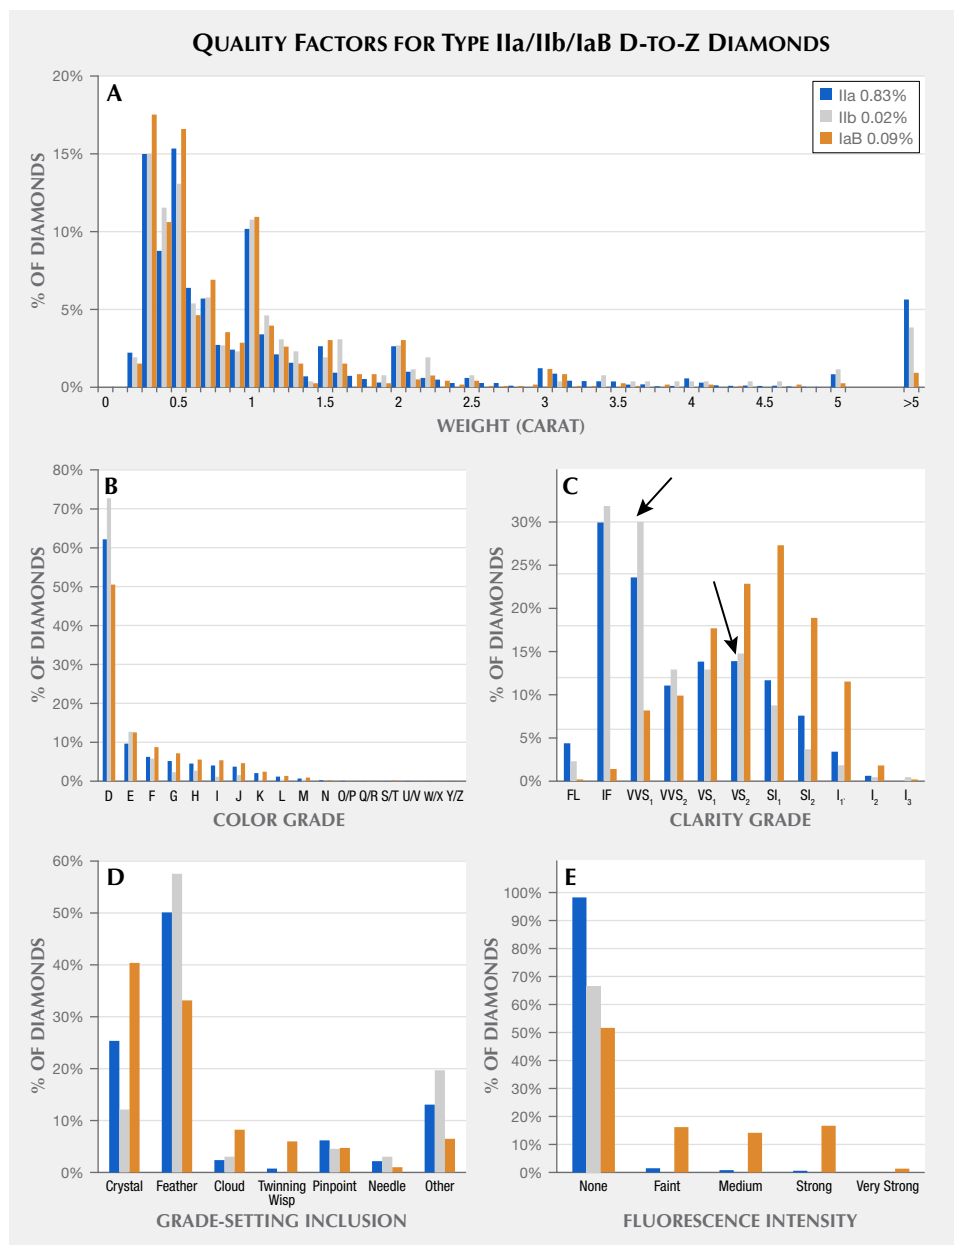 QUALITY FACTORS FOR TYPE IIa/IIb/IaB D-TO-Z DIAMONDS
A
IIa 0.83%
IIb 0.02%
IaB 0.09%
% OF DIAMONDS
20%
15%
10%
5%
0%
0 0.5 1 1.5 2 2.5 3 3.5 4 4.5 5 >5
WEIGHT (CARAT)
B
% OF DIAMONDS
80%
70%
60%
50%
40%
30%
20%
10%
0%
D E F G H I J K L M N O/P Q/R S/T U/V W/X Y/Z
COLOR GRADE
C
% OF DIAMONDS
30%
25%
20%
15%
10%
5%
0%
FL IF VVS1 VVS2 VS1 VS2 SI1 SI2 I1 I2 I3
CLARITY GRADE
D
% OF DIAMONDS
60%
50%
40%
30%
20%
10%
0%
Crystal Feather Cloud Twinning Pinpoint Needle Other
Wisp
GRADE-SETTING INCLUSION
E
% OF DIAMONDS
100%
90%
80%
70%
60%
50%
40%
30%
20%
10%
0%
None Faint Medium Strong Very Strong
FLUORESCENCE INTENSITY